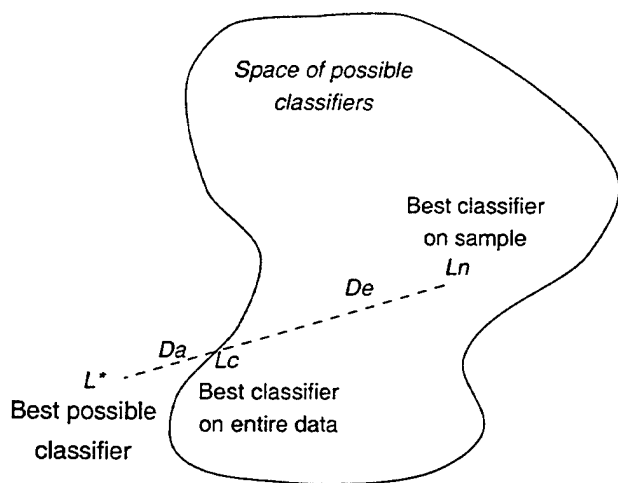 Space of possible
classifiers
Best classifier
on sample
Ln
De
Da
Lc
L*
Best possible
classifier
Best classifier
on entire data